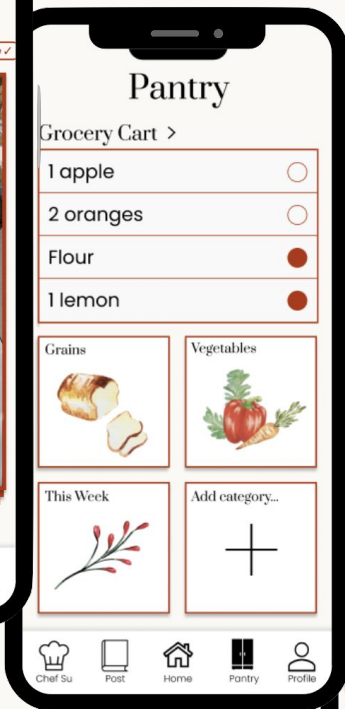 Pantry
Grocery Cart >
1 apple
2 oranges
Flour
1 lemon
Grains
Vegetables
This Week
Add category...
Chef Su
Post
Home
Pantry
Profile